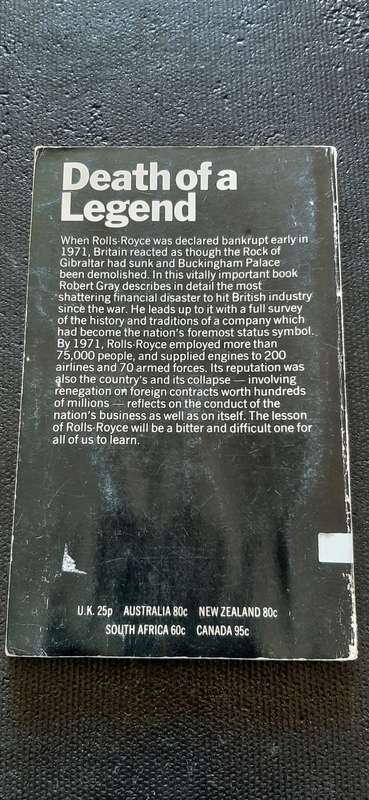 Death of a
Legend
When Rolls-Royce was declared bankrupt early in
1971, Britain reacted as though the Rock of
Gibraltar had sunk and Buckingham Palace
been demolished. In this vitally important book
Robert Gray describes in detail the most
shattering financial disaster to hit British industry
since the war. He leads up to it with a full survey
of the history and traditions of a company which
had become the nation's foremost status symbol.
By 1971, Rolls-Royce employed more than
75,000 people, and supplied engines to 200
airlines and 70 armed forces. Its reputation was
also the country's and its collapse — involving
renegation on foreign contracts worth hundreds
of millions — reflects on the conduct of the
nation's business as well as on itself. The lesson
of Rolls-Royce will be a bitter and difficult one for
all of us to learn.
U.K. 25p AUSTRALIA 80c NEW ZEALAND 80c
SOUTH AFRICA 60c CANADA 95c